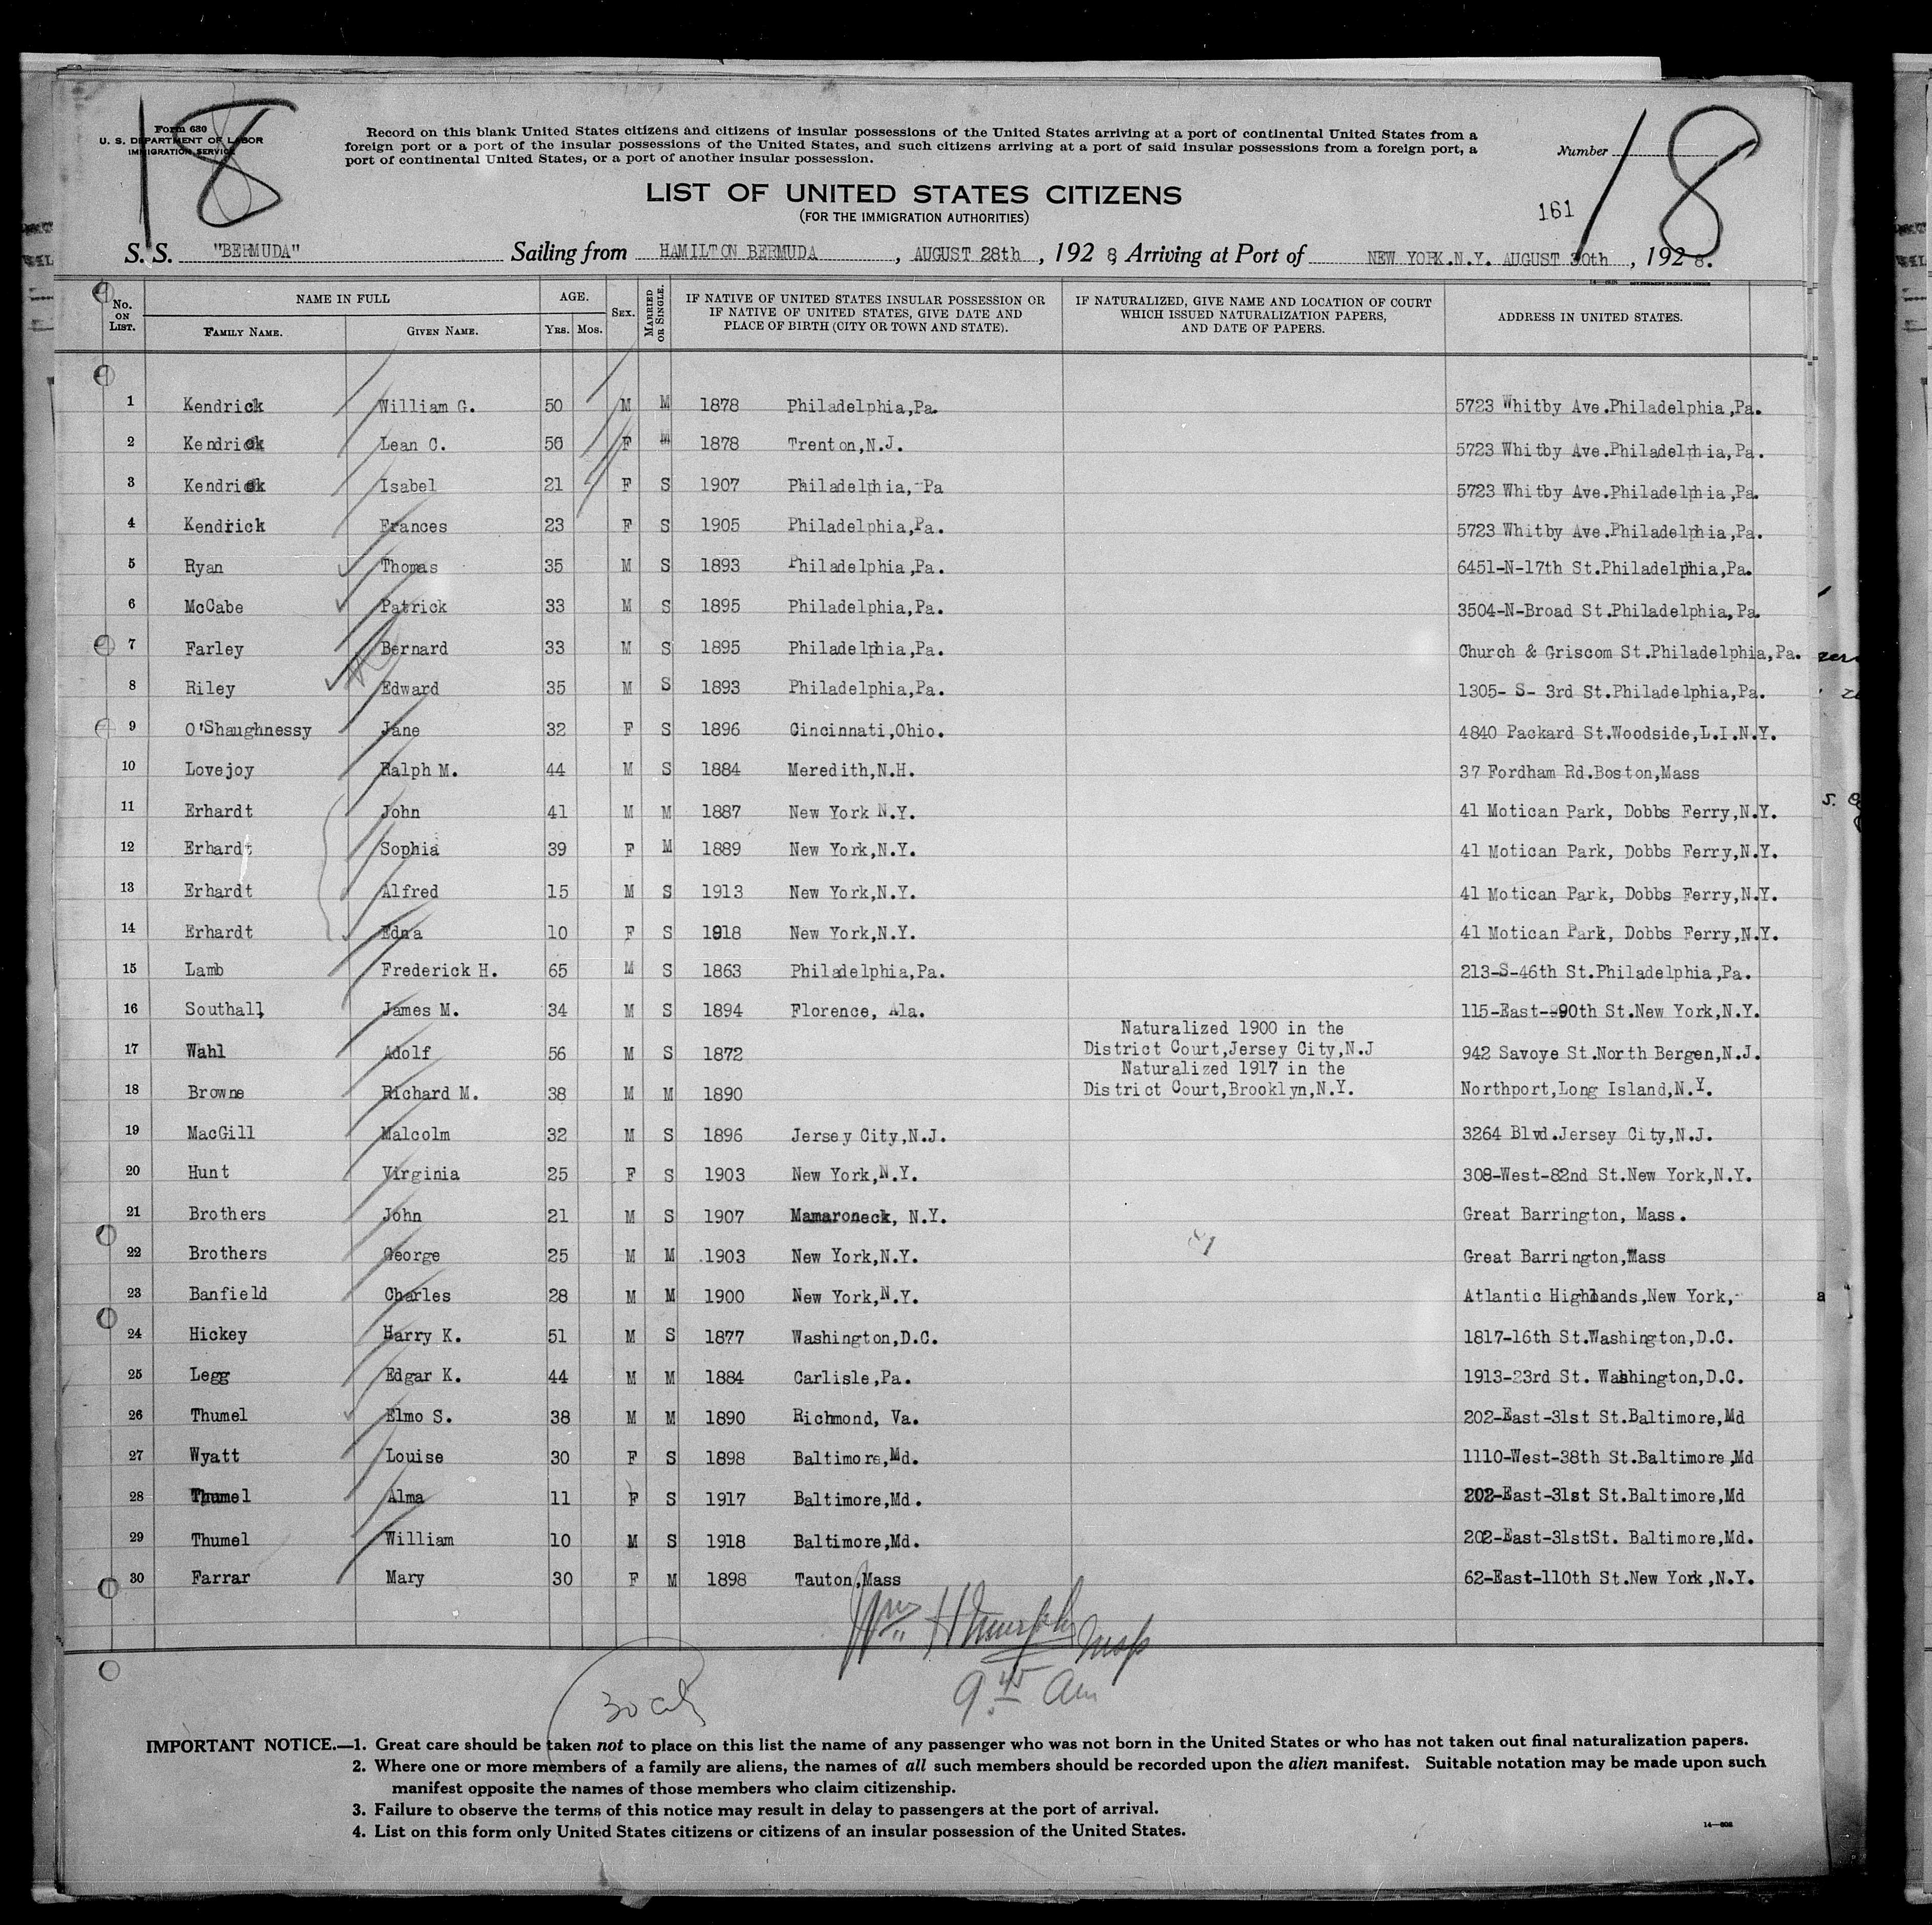 18
18
Form 630
U. S. DEPARTMENT OF LABOR
IMMIGRATION SERVICE
Record on this blank United States citizens and citizens of insular possessions of the United States arriving at a port of continental United States from a
foreign port or a port of the insular possessions of the United States, and such citizens arriving at a port of said insular possessions from a foreign port, a
port of continental United States, or a port of another insular possession.
Number
LIST OF UNITED STATES CITIZENS
(FOR THE IMMIGRATION AUTHORITIES)
161
S. S. "BERMUDA" Sailing from HAMILTON BERMUDA, AUGUST 28th, 1928, Arriving at Port of NEW YORK.N.Y. AUGUST 30th, 1928.
No. ON LIST. NAME IN FULL FAMILY NAME. GIVEN NAME. AGE. YRS. MOS. SEX. MARRIED OR SINGLE. IF NATIVE OF UNITED STATES INSULAR POSSESSION OR IF NATIVE OF UNITED STATES, GIVE DATE AND PLACE OF BIRTH (CITY OR TOWN AND STATE). IF NATURALIZED, GIVE NAME AND LOCATION OF COURT WHICH ISSUED NATURALIZATION PAPERS, AND DATE OF PAPERS. ADDRESS IN UNITED STATES.
1 Kendrick William G. 50 M M 1878 Philadelphia,Pa. 5723 Whitby Ave.Philadelphia,Pa.
2 Kendrick Lean C. 50 F M 1878 Trenton,N.J. 5723 Whitby Ave.Philadelphia,Pa.
3 Kendrick Isabel 21 F S 1907 Philadelphia,-Pa 5723 Whitby Ave.Philadelphia,Pa.
4 Kendrick Frances 23 F S 1905 Philadelphia,Pa. 5723 Whitby Ave.Philadelphia,Pa.
5 Ryan Thomas 35 M S 1893 Philadelphia,Pa. 6451-N-17th St.Philadelphia,Pa.
6 McCabe Patrick 33 M S 1895 Philadelphia,Pa. 3504-N-Broad St.Philadelphia,Pa
7 Farley Bernard 33 M S 1895 Philadelphia,Pa. Church & Griscom St.Philadelphia,Pa.
8 Riley Edward 35 M S 1893 Philadelphia,Pa. 1305- S- 3rd St.Philadelphia,Pa.
9 O'Shaughnessy Jane 32 F S 1896 Cincinnati,Ohio. 4840 Packard St.Woodside,L.I.N.Y.
10 Lovejoy Ralph M. 44 M S 1884 Meredith,N.H. 37 Fordham Rd.Boston,Mass
11 Erhardt John 41 M M 1887 New York N.Y. 41 Motican Park, Dobbs Ferry,N.Y.
12 Erhardt Sophia 39 F M 1889 New York,N.Y. 41 Motican Park, Dobbs Ferry,N.Y.
13 Erhardt Alfred 15 M S 1913 New York,N.Y. 41 Motican Park, Dobbs Ferry,N.Y.
14 Erhardt Edna 10 F S 1918 New York,N.Y. 41 Motican Park, Dobbs Ferry,N.Y.
15 Lamb Frederick H. 65 M S 1863 Philadelphia,Pa. 213-S-46th St.Philadelphia,Pa.
16 Southall, James M. 34 M S 1894 Florence, Ala. 115-East-90th St.New York,N.Y.
17 Wahl Adolf 56 M S 1872 Naturalized 1900 in the District Court,Jersey City,N.J 942 Savoye St.North Bergen,N.J.
18 Browne Richard M. 38 M M 1890 Naturalized 1917 in the District Court,Brooklyn,N.Y. Northport,Long Island,N.Y.
19 MacGill Malcolm 32 M S 1896 Jersey City,N.J. 3264 Blvd.Jersey City,N.J.
20 Hunt Virginia 25 F S 1903 New York,N.Y. 308-West-82nd St.New York,N.Y.
21 Brothers John 21 M S 1907 Mamaroneck, N.Y. Great Barrington, Mass.
22 Brothers George 25 M M 1903 New York,N.Y. Great Barrington,Mass
23 Banfield Charles 28 M M 1900 New York,N.Y. Atlantic Highlands,New York,
24 Hickey Harry K. 51 M S 1877 Washington,D.C. 1817-16th St.Washington,D.C.
25 Legg Edgar K. 44 M M 1884 Carlisle,Pa. 1913-23rd St. Washington,D.C.
26 Thumel Elmo S. 38 M M 1890 Richmond, Va. 202-East-31st St.Baltimore,Md
27 Wyatt Louise 30 F S 1898 Baltimore,Md. 1110-West-38th St.Baltimore,Md
28 Thumel Alma 11 F S 1917 Baltimore,Md. 202-East-31st St.Baltimore,Md
29 Thumel William 10 M S 1918 Baltimore,Md. 202-East-31stSt. Baltimore,Md.
30 Farrar Mary 30 F M 1898 Tauton,Mass 62-East-110th St.New York,N.Y.
Wm H Murphy Insp
9 45 Am
IMPORTANT NOTICE.—1. Great care should be taken not to place on this list the name of any passenger who was not born in the United States or who has not taken out final naturalization papers.
2. Where one or more members of a family are aliens, the names of all such members should be recorded upon the alien manifest. Suitable notation may be made upon such
manifest opposite the names of those members who claim citizenship.
3. Failure to observe the terms of this notice may result in delay to passengers at the port of arrival.
4. List on this form only United States citizens or citizens of an insular possession of the United States.